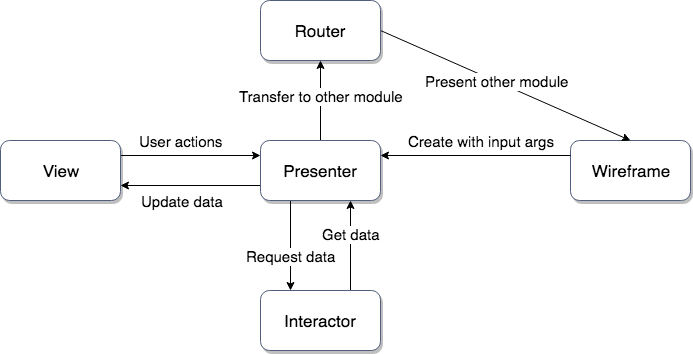 Router
Transfer to other module
Present other module
User actions
Create with input args
View
Presenter
Wireframe
Update data
Get data
Request data
Interactor